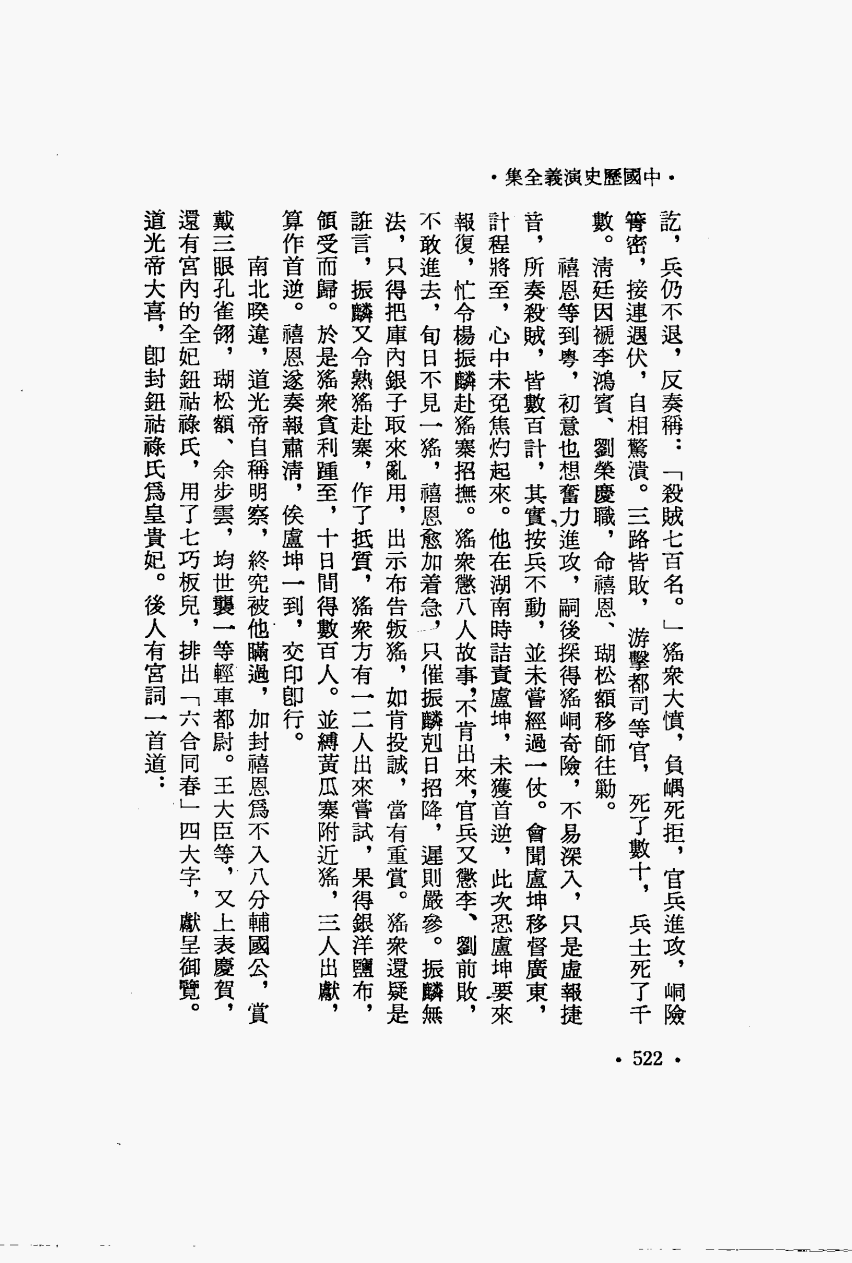 ·中國歷史演義全集·
訖，兵仍不退，反奏稱：「殺賊七百名。」猺衆大憤，負嵎死拒，官兵進攻，峒險
箐密，接連遇伏，自相驚潰。三路皆敗，游擊都司等官，死了數十，兵士死了千
數。清廷因褫李鴻賓、劉榮慶職，命禧恩、瑚松額移師往勦。
禧恩等到粵，初意也想奮力進攻，嗣後探得猺峒奇險，不易深入，只是虛報捷
音，所奏殺賊，皆數百計，其實按兵不動，並未嘗經過一仗。會聞盧坤移督廣東，
計程將至，心中未免焦灼起來。他在湖南時詰責盧坤，未獲首逆，此次恐盧坤要來
報復，忙令楊振麟赴猺寨招撫。猺衆懲八人故事，不肯出來，官兵又懲李、劉前敗，
不敢進去，旬日不見一猺，禧恩愈加着急，只催振麟剋日招降，遲則嚴參。振麟無
法，只得把庫內銀子取來亂用，出示布告叛猺，如肯投誠，當有重賞。猺衆還疑是
誑言，振麟又令熟猺赴寨，作了抵質，猺衆方有一二人出來嘗試，果得銀洋鹽布，
領受而歸。於是猺衆貪利踵至，十日間得數百人。並縛黃瓜寨附近猺，三人出獻，
算作首逆。禧恩遂奏報肅清，俟盧坤一到，交印卽行。
南北暌違，道光帝自稱明察，終究被他瞞過，加封禧恩爲不入八分輔國公，賞
戴三眼孔雀翎，瑚松額、余步雲，均世襲一等輕車都尉。王大臣等，又上表慶賀，
還有宮內的全妃鈕祜祿氏，用了七巧板兒，排出「六合同春」四大字，獻呈御覽。
道光帝大喜，卽封鈕祜祿氏爲皇貴妃。後人有宮詞一首道：
·522·